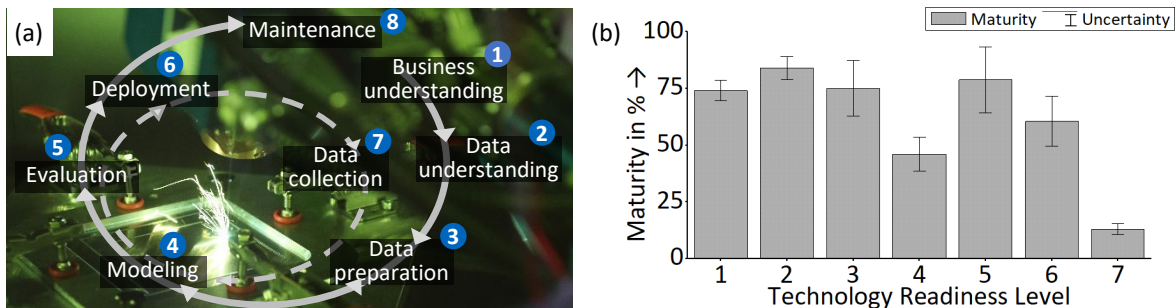 (a)
Maintenance 8
1
Business
understanding
6
Deployment
2
Data
understanding
5
Evaluation
7
Data
collection
4
Modeling
3
Data
preparation
(b)
Maturity
Uncertainty
Maturity in % →
100
75
50
25
0
1 2 3 4 5 6 7
Technology Readiness Level